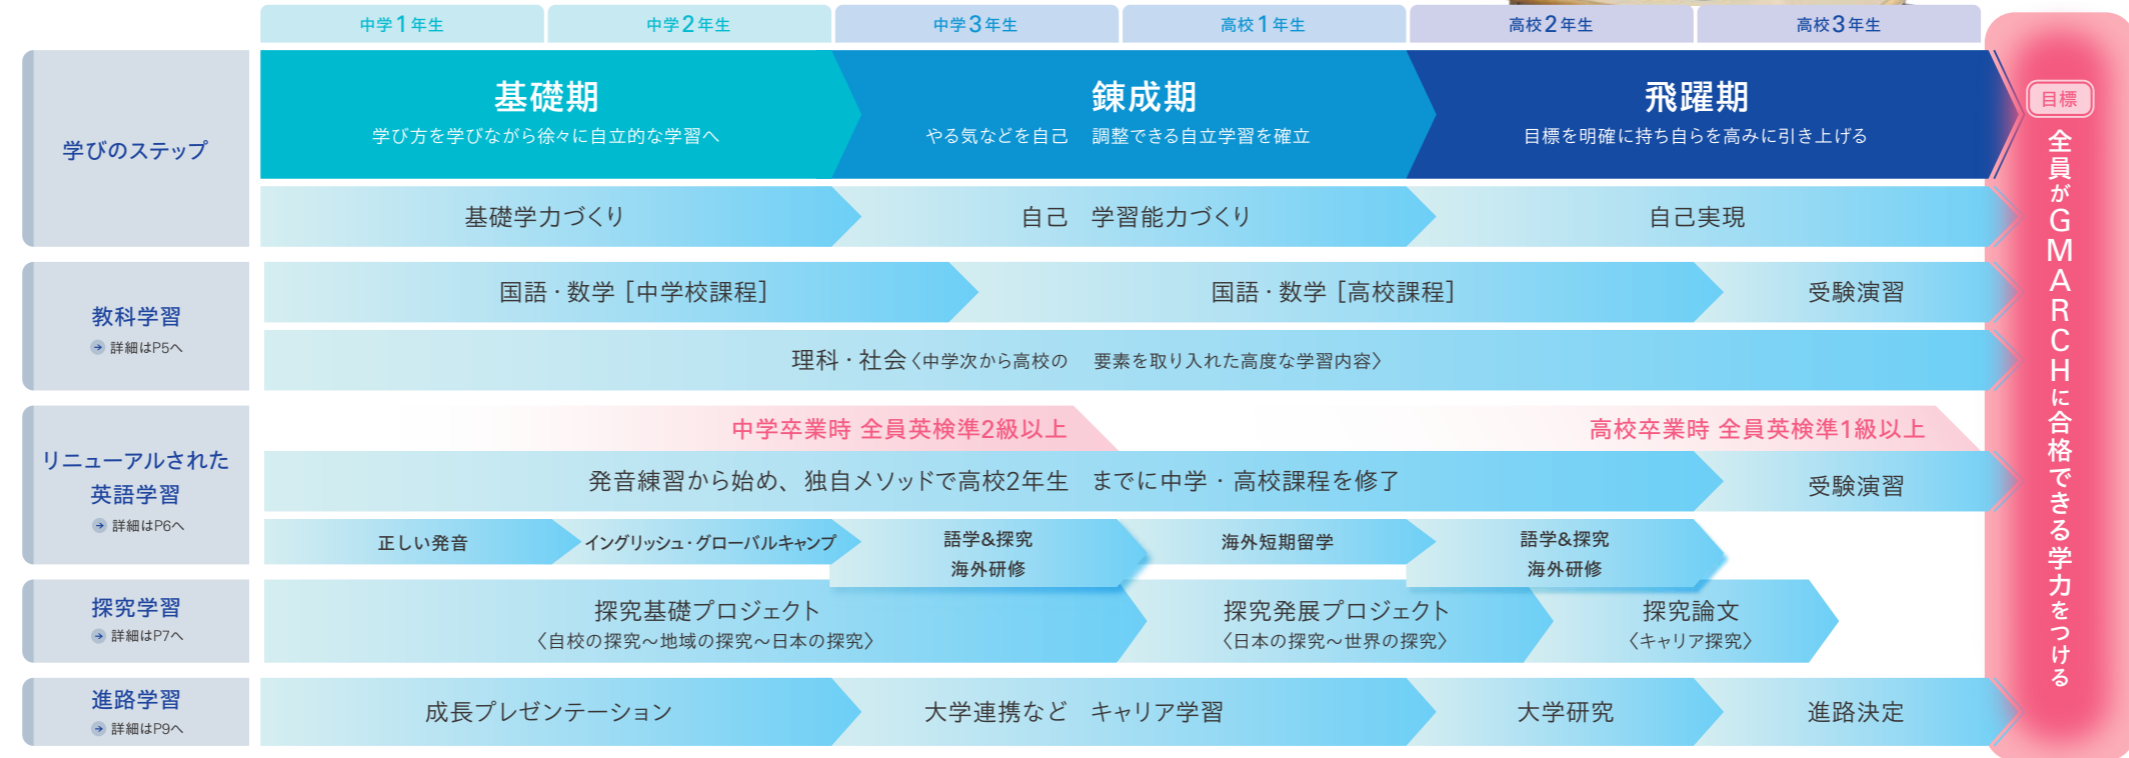 中学1年生
中学2年生
中学3年生
高校1年生
高校2年生
高校3年生
学びのステップ
基礎期
学び方を学びながら徐々に自立的な学習へ
錬成期
やる気などを自己　調整できる自立学習を確立
飛躍期
目標を明確に持ち自らを高みに引き上げる
基礎学力づくり
自己　学習能力づくり
自己実現
教科学習
詳細はP5へ
国語・数学［中学校課程］
国語・数学［高校課程］
受験演習
理科・社会〈中学次から高校の　要素を取り入れた高度な学習内容〉
リニューアルされた
英語学習
詳細はP6へ
中学卒業時 全員英検準2級以上
高校卒業時 全員英検準1級以上
発音練習から始め、独自メソッドで高校2年生　までに中学・高校課程を修了
受験演習
正しい発音
イングリッシュ・グローバルキャンプ
語学&探究
海外研修
海外短期留学
語学&探究
海外研修
探究学習
詳細はP7へ
探究基礎プロジェクト
〈自校の探究～地域の探究～日本の探究〉
探究発展プロジェクト
〈日本の探究～世界の探究〉
探究論文
〈キャリア探究〉
進路学習
詳細はP9へ
成長プレゼンテーション
大学連携など　キャリア学習
大学研究
進路決定
目標
全員がGMARCHに合格できる学力をつける